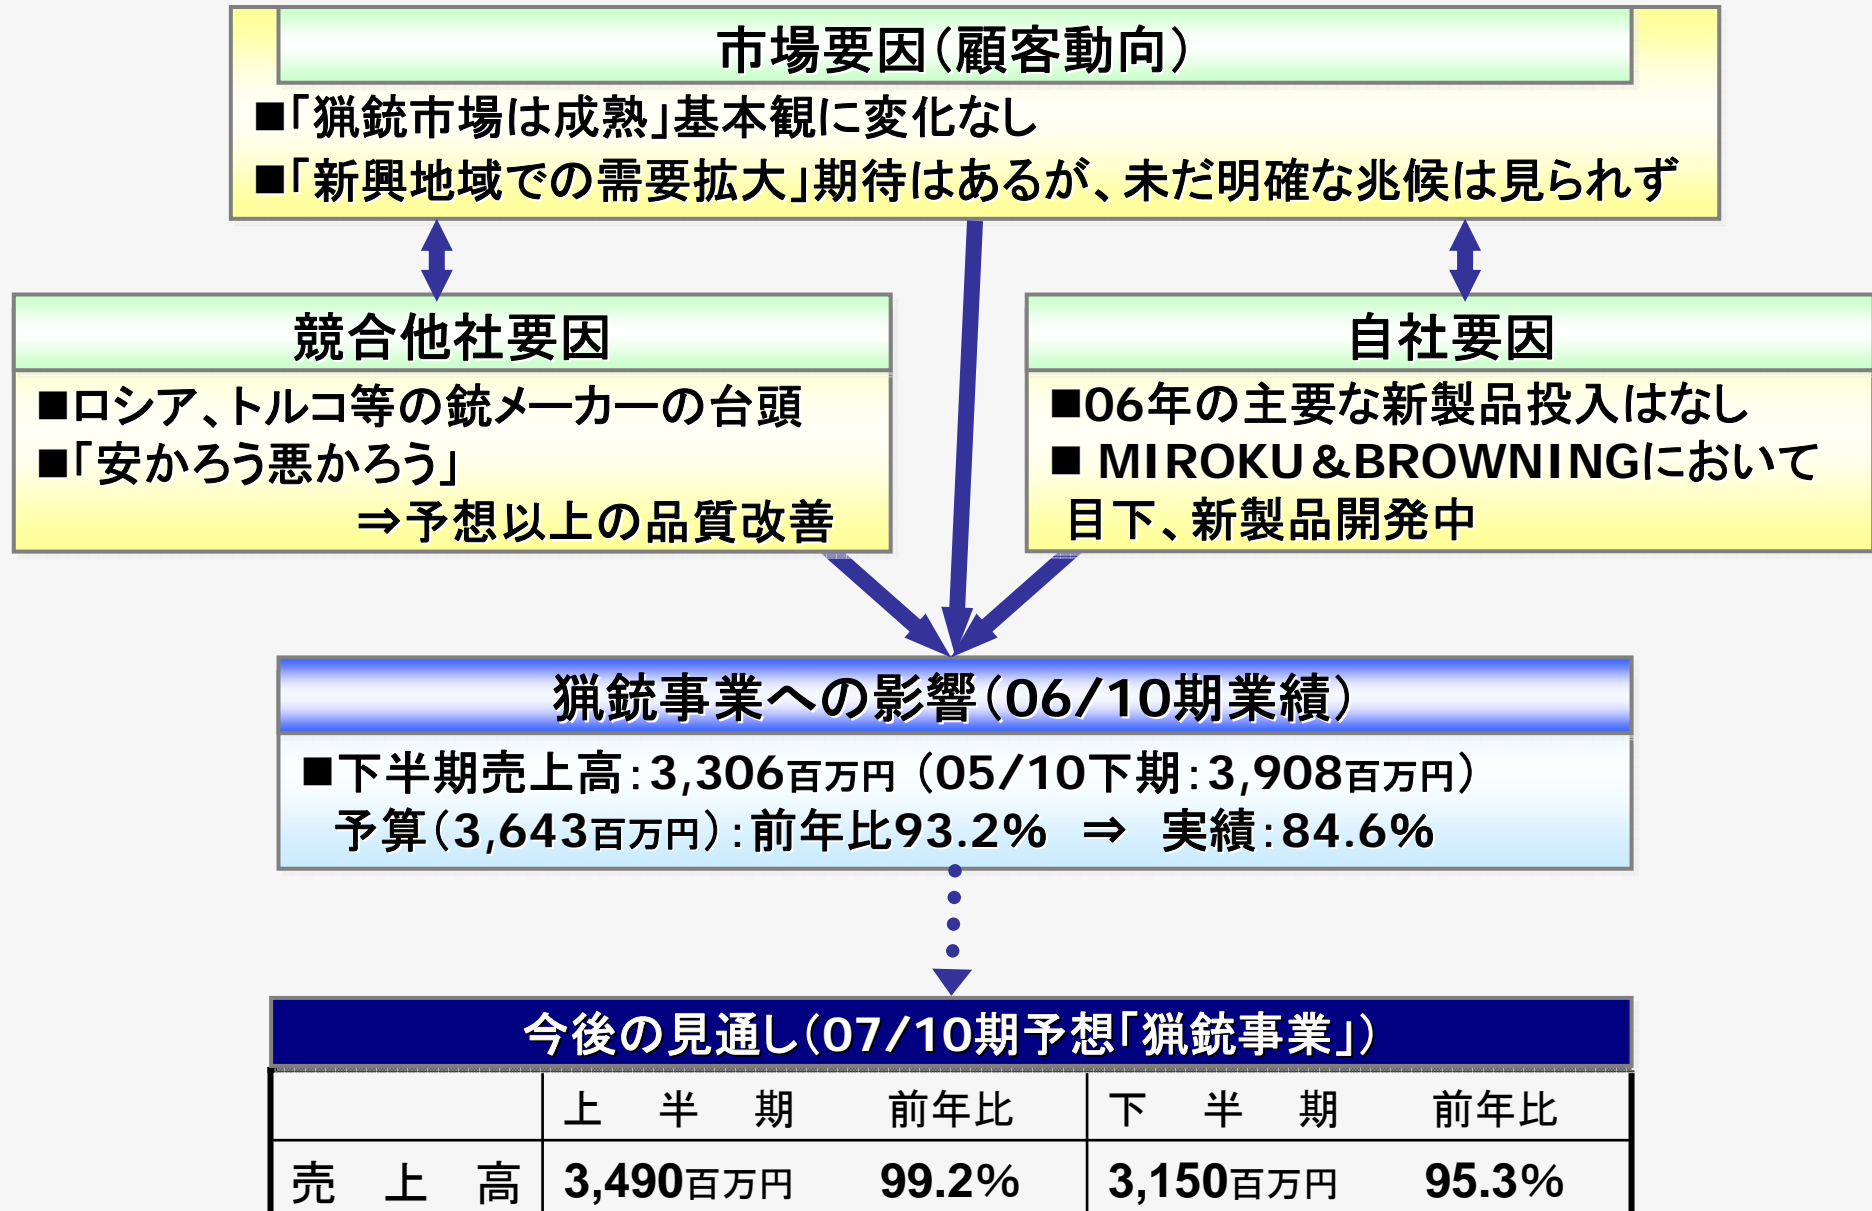 市場要因（顧客動向）
■「猟銃市場は成熟」基本観に変化なし
■「新興地域での需要拡大」期待はあるが、未だ明確な兆候は見られず
競合他社要因
■ロシア、トルコ等の銃メーカーの台頭
■「安かろう悪かろう」
⇒予想以上の品質改善
自社要因
■06年の主要な新製品投入はなし
■ MIROKU＆BROWNINGにおいて
目下、新製品開発中
猟銃事業への影響（06/10期業績）
■下半期売上高：3,306百万円（05/10下期：3,908百万円）
予算（3,643百万円）：前年比93.2% ⇒ 実績：84.6%
今後の見通し（07/10期予想「猟銃事業」）
上 半 期 前年比 下 半 期 前年比
売 上 高 3,490百万円 99.2% 3,150百万円 95.3%